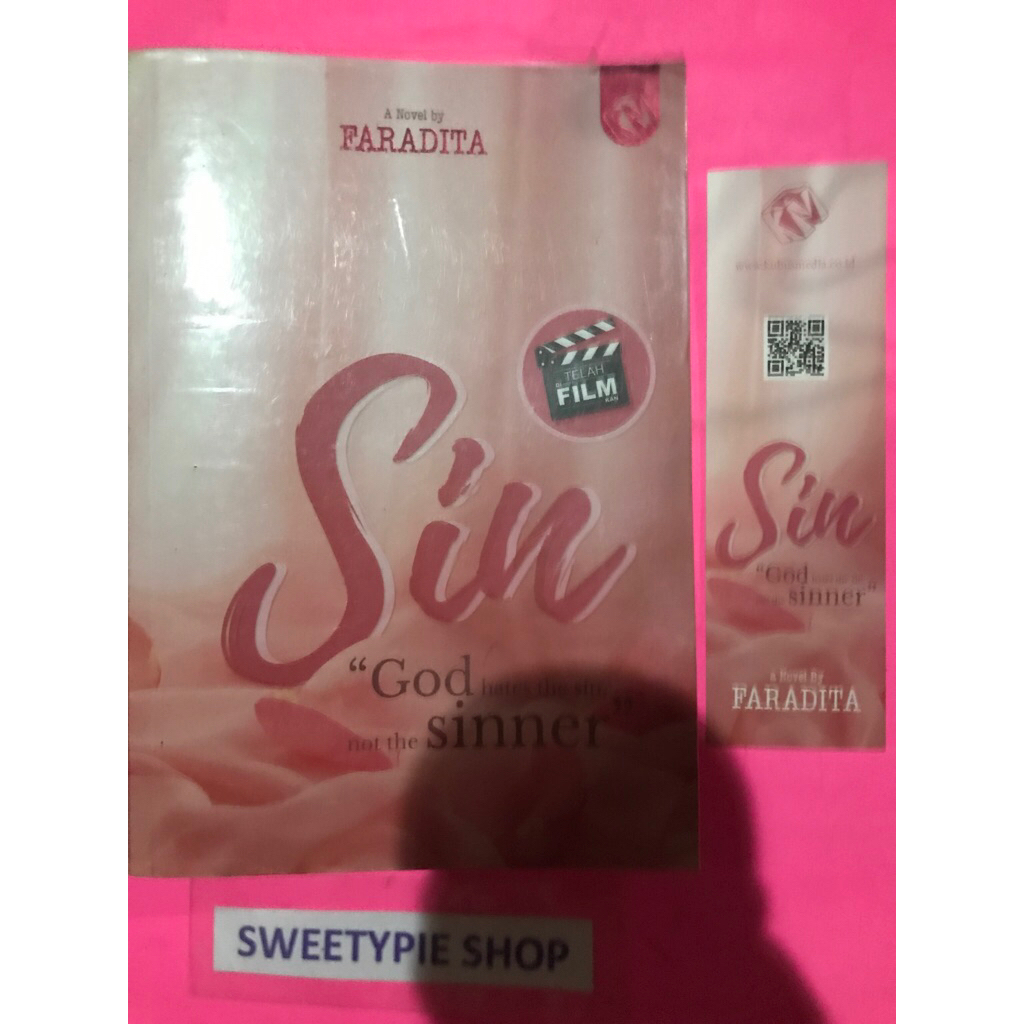 A Novel by
FARADITA
TELAH
FILM
KAN
Sin
“God hates the sin,
not the sinner”
Sin
“God
sinner”
a Novel By
FARADITA
SWEETYPIE SHOP